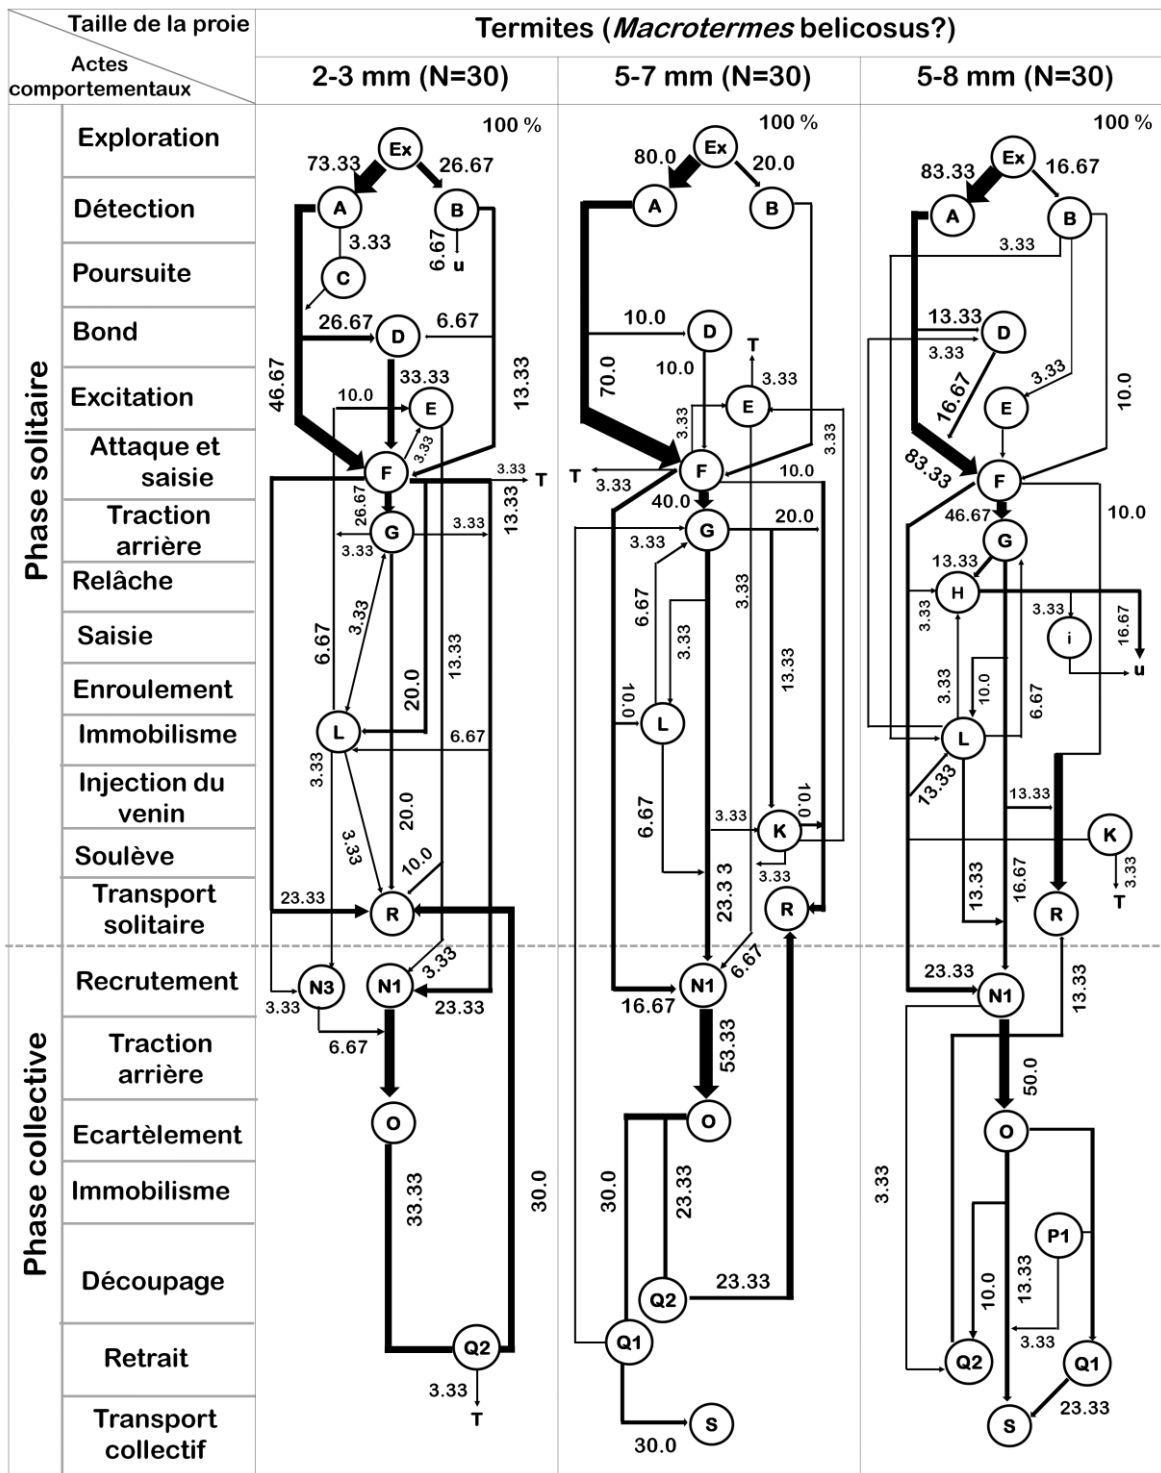 Taille de la proie
Termites (Macrotermes belicosus?)
Actes
comportementaux
2-3 mm (N=30)
5-7 mm (N=30)
5-8 mm (N=30)
Phase solitaire
Exploration
Détection
Poursuite
Bond
Excitation
Attaque et
saisie
Traction
arrière
Relâche
Saisie
Enroulement
Immobilisme
Injection du
venin
Soulève
Transport
solitaire
Phase collective
Recrutement
Traction
arrière
Ecartèlement
Immobilisme
Découpage
Retrait
Transport
collectif
100 %
Ex
73.33
26.67
A
B
3.33
6.67
u
C
26.67
D
6.67
46.67
33.33
13.33
10.0
E
3.33
F
3.33
T
13.33
26.67
G
3.33
3.33
3.33
6.67
13.33
20.0
L
6.67
3.33
20.0
3.33
10.0
23.33
R
3.33
N3
N1
3.33
23.33
6.67
O
33.33
30.0
Q2
3.33
T
100 %
Ex
80.0
20.0
A
B
10.0
D
T
70.0
10.0
3.33
E
3.33
3.33
T
F
10.0
3.33
40.0
G
20.0
3.33
6.67
3.33
3.33
13.33
10.0
L
6.67
3.33
K
10.0
3.33
23.3 3
R
6.67
N1
16.67
53.33
O
30.0
23.33
Q2
23.33
Q1
S
30.0
100 %
Ex
83.33
16.67
A
B
3.33
13.33
D
3.33
16.67
3.33
E
10.0
83.33
F
46.67
10.0
G
13.33
H
3.33
3.33
i
16.67
u
3.33
10.0
6.67
L
13.33
13.33
K
3.33
T
13.33
16.67
R
23.33
N1
13.33
50.0
O
3.33
P1
10.0
13.33
3.33
Q2
Q1
23.33
S